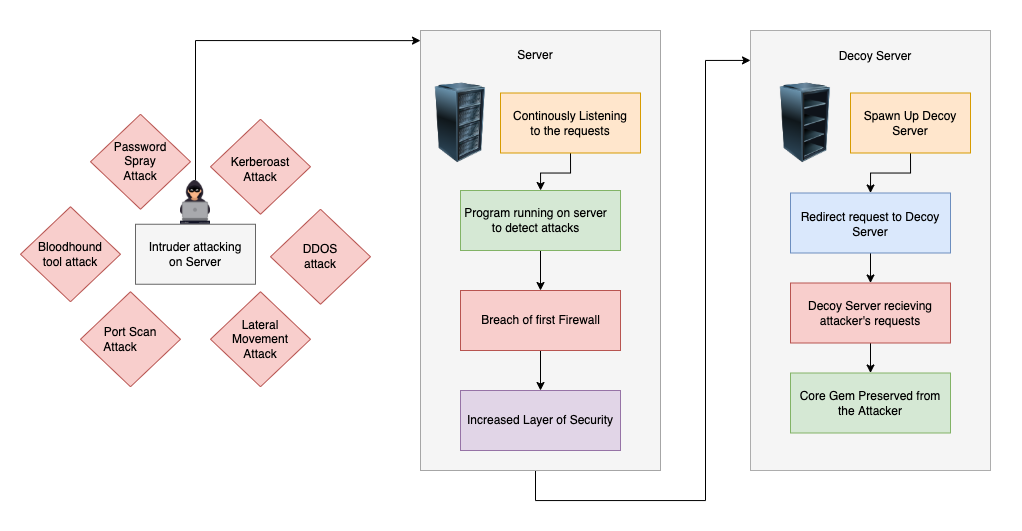 Password
Spray
Attack
Kerberoast
Attack
Bloodhound
tool attack
Intruder attacking
on Server
DDOS
attack
Port Scan
Attack
Lateral
Movement
Attack
Server
Continously Listening
to the requests
Program running on server
to detect attacks
Breach of first Firewall
Increased Layer of Security
Decoy Server
Spawn Up Decoy
Server
Redirect request to Decoy
Server
Decoy Server recieving
attacker's requests
Core Gem Preserved from
the Attacker